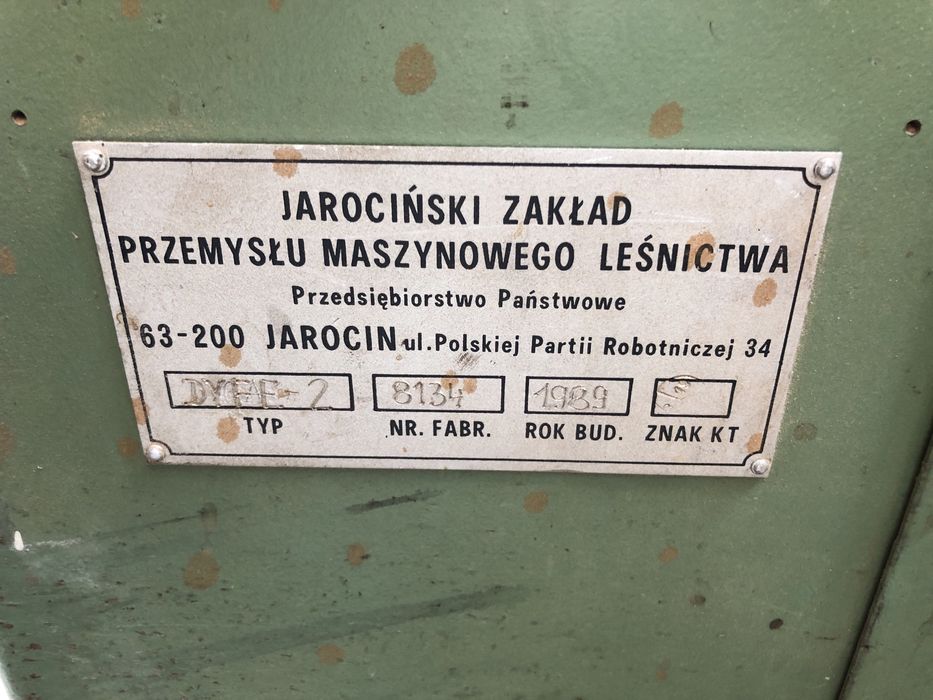 JAROCIŃSKI ZAKŁAD
PRZEMYSŁU MASZYNOWEGO LEŚNICTWA
Przedsiębiorstwo Państwowe
63-200 JAROCIN ul. Polskiej Partii Robotniczej 34
8134 1989
TYP NR. FABR. ROK BUD. ZNAK KT